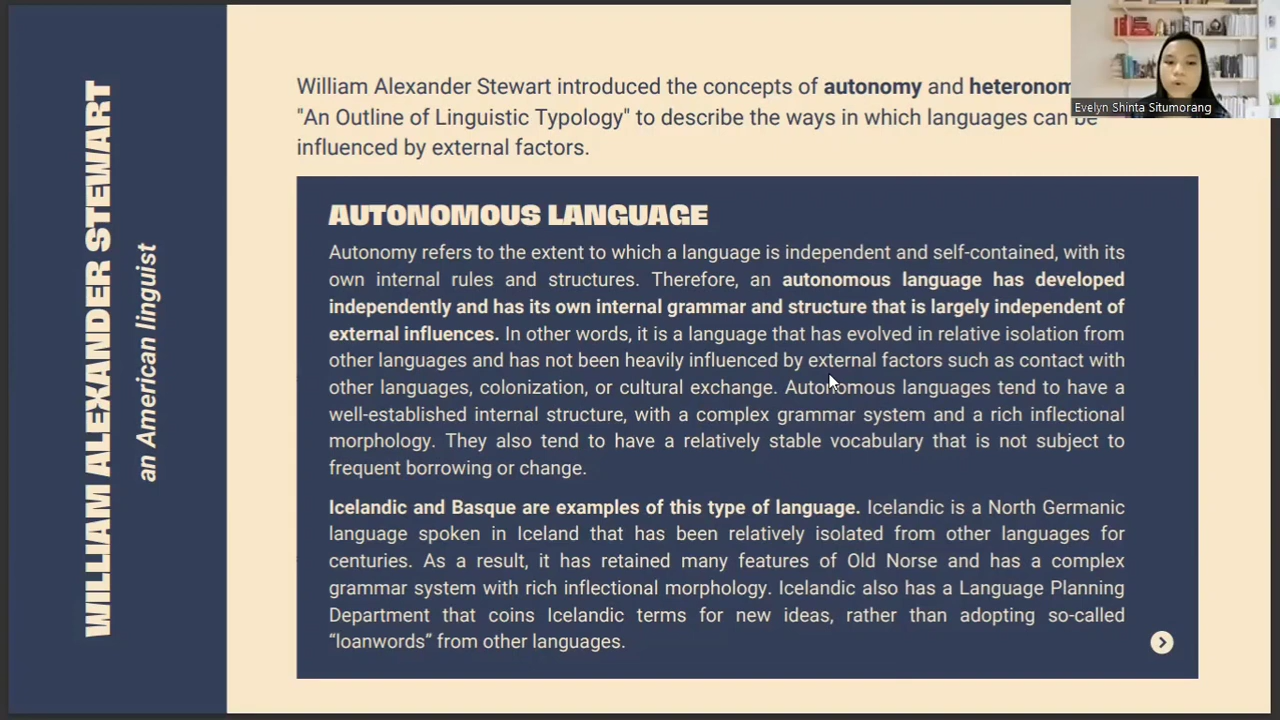 WILLIAM ALEXANDER STEWART
an American linguist
William Alexander Stewart introduced the concepts of autonomy and
"An Outline of Linguistic Typology" to describe the ways in which languages can be
influenced by external factors.
AUTONOMOUS LANGUAGE
Autonomy refers to the extent to which a language is independent and self-contained, with its
own internal rules and structures. Therefore, an autonomous language has developed
independently and has its own internal grammar and structure that is largely independent of
external influences. In other words, it is a language that has evolved in relative isolation from
other languages and has not been heavily influenced by external factors such as contact with
other languages, colonization, or cultural exchange. Autonomous languages tend to have a
well-established internal structure, with a complex grammar system and a rich inflectional
morphology. They also tend to have a relatively stable vocabulary that is not subject to
frequent borrowing or change.
Icelandic and Basque are examples of this type of language. Icelandic is a North Germanic
language spoken in Iceland that has been relatively isolated from other languages for
centuries. As a result, it has retained many features of Old Norse and has a complex
grammar system with rich inflectional morphology. Icelandic also has a Language Planning
Department that coins Icelandic terms for new ideas, rather than adopting so-called
“loanwords” from other languages.
Evelyn Shinta Situmorang